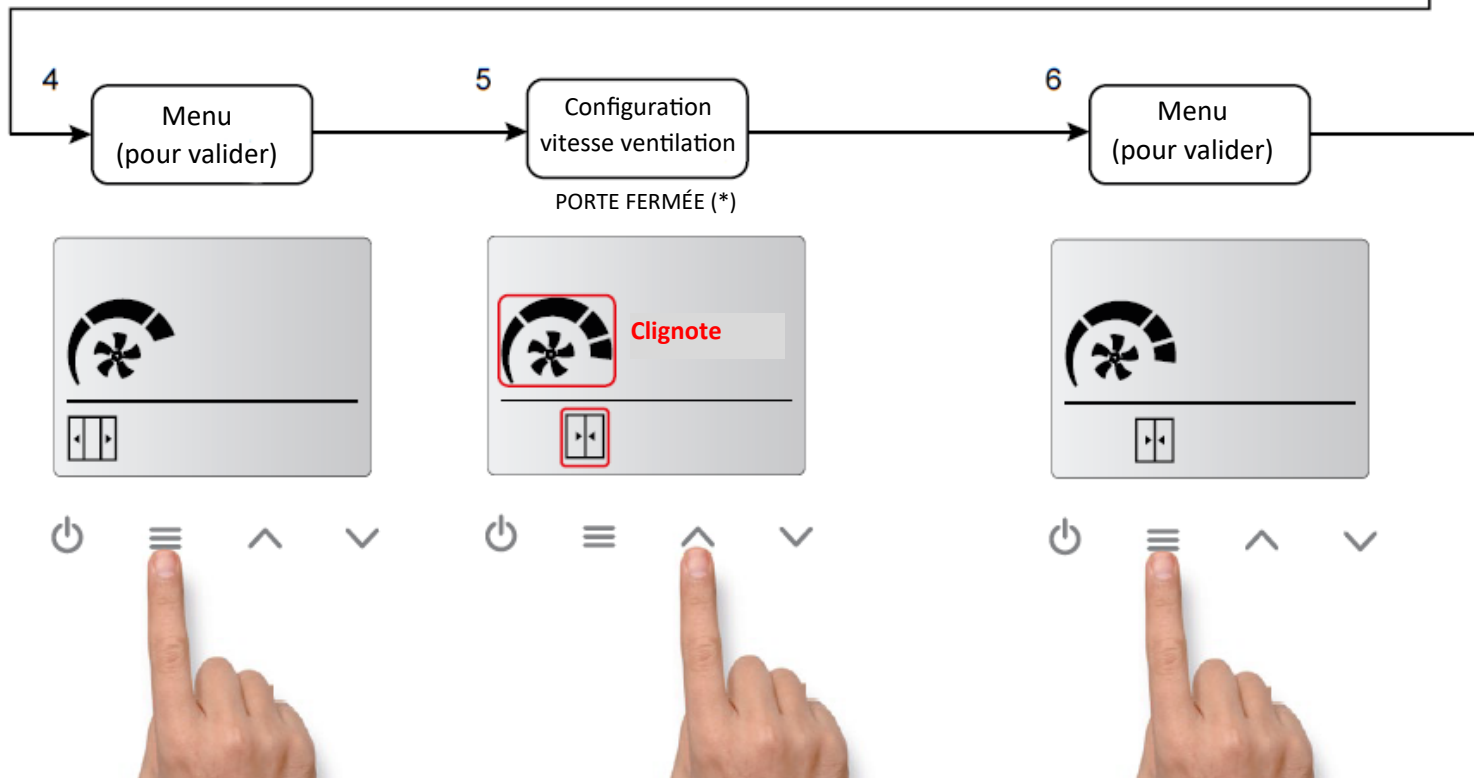 4
Menu
(pour valider)
5
Configuration
vitesse ventilation
PORTE FERMÉE (*)
6
Menu
(pour valider)
Clignote